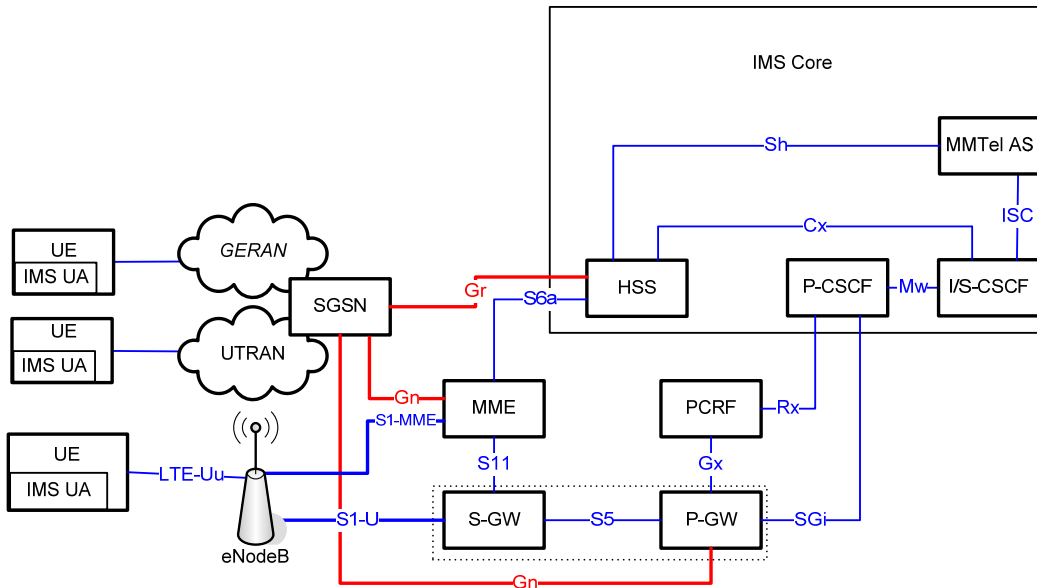 IMS Core
MMTel AS
Sh
ISC
Cx
UE
IMS UA
GERAN
SGSN
Gr
HSS
P-CSCF
Mw
I/S-CSCF
S6a
UE
IMS UA
UTRAN
Gn
MME
PCRF
Rx
S1-MME
UE
IMS UA
LTE-Uu
S11
Gx
eNodeB
S1-U
S-GW
S5
P-GW
SGi
Gn